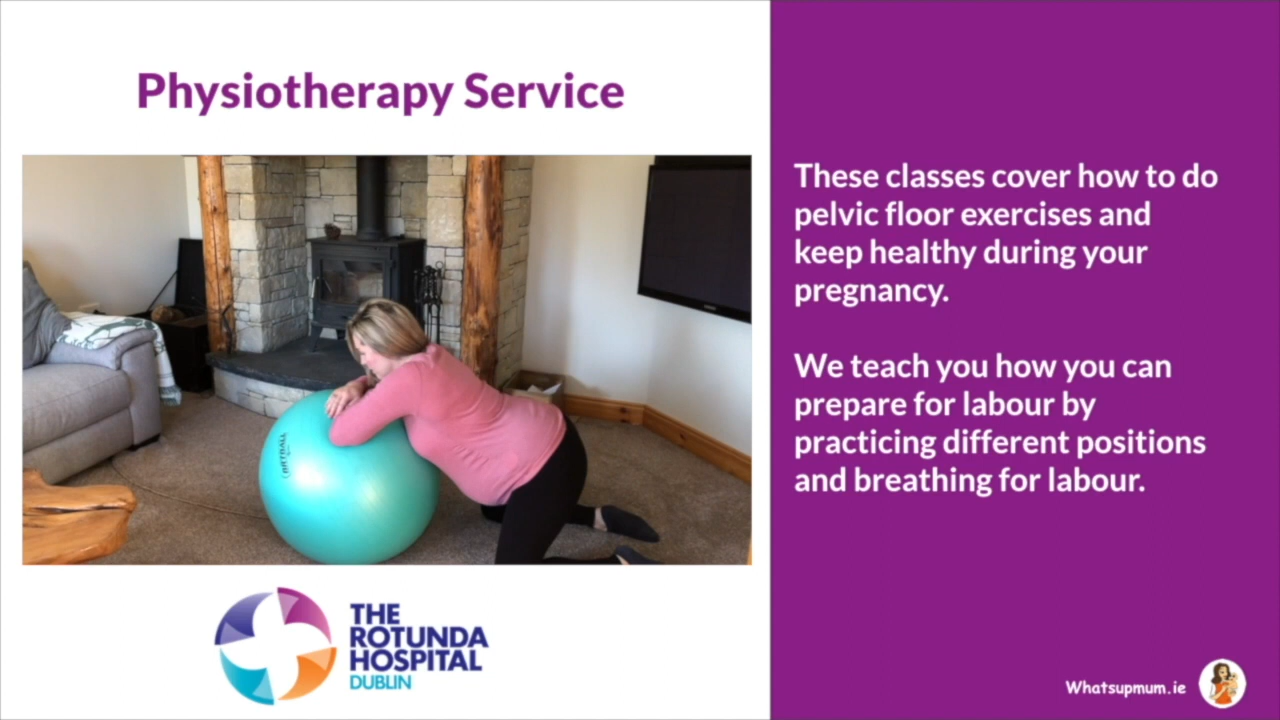 Physiotherapy Service
These classes cover how to do
pelvic floor exercises and
keep healthy during your
pregnancy.
We teach you how you can
prepare for labour by
practicing different positions
and breathing for labour.
THE
ROTUNDA
HOSPITAL
DUBLIN
Whatsupmum.ie